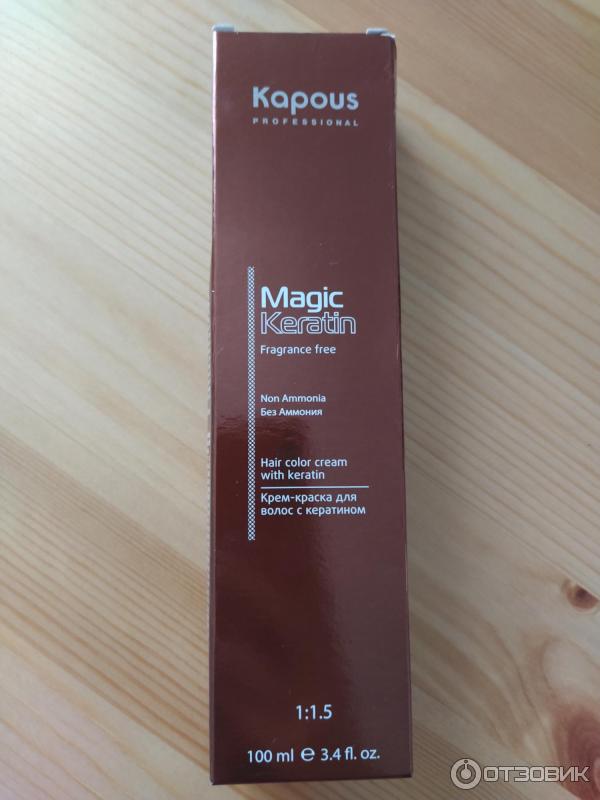 Kapous
PROFESSIONAL
Magic
Keratin
Fragrance free
Non Ammonia
Без Аммония
Hair color cream
with keratin
Крем-краска для
волос с кератином
1:1.5
100 ml ℮ 3.4 fl. oz.
ОТЗОВИК